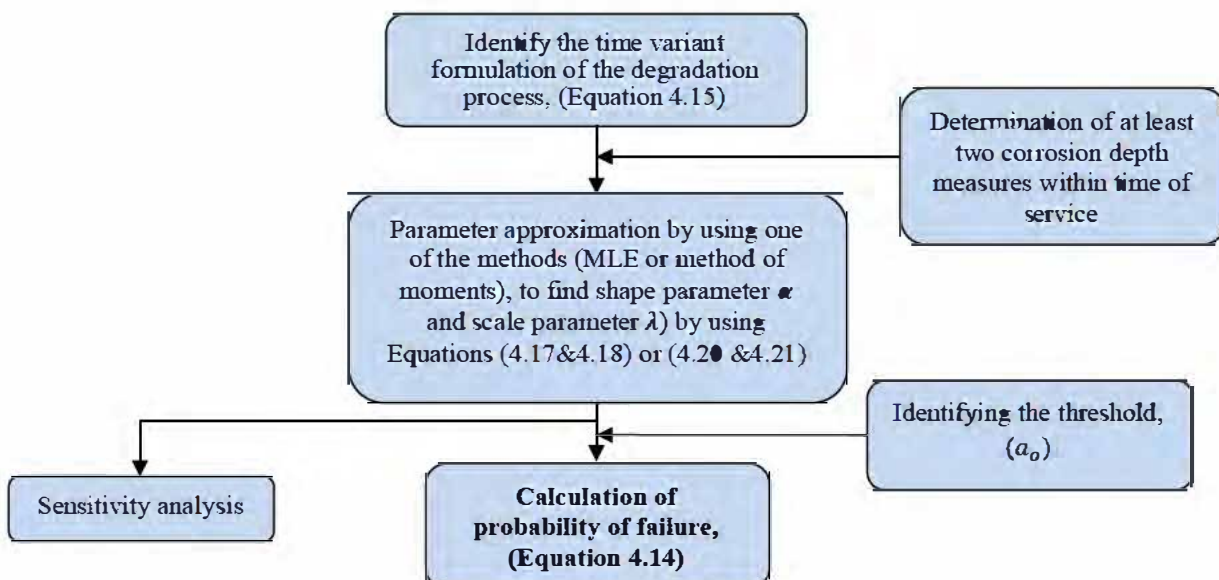 Identify the time variant
formulation of the degradation
process, (Equation 4.15)
Determination of at least
two corrosion depth
measures within time of
service
Parameter approximation by using one
of the methods (MLE or method of
moments), to find shape parameter α
and scale parameter λ) by using
Equations (4.17&4.18) or (4.20 &4.21)
Identifying the threshold,
(aₒ)
Sensitivity analysis
Calculation of
probability of failure,
(Equation 4.14)